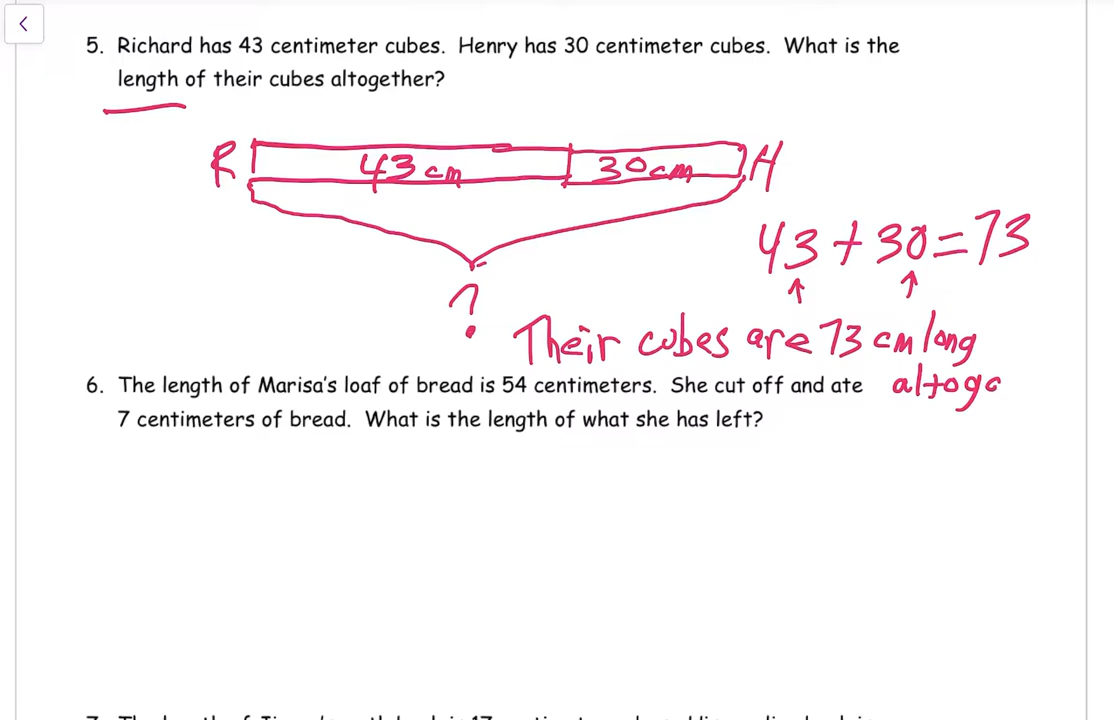 5. Richard has 43 centimeter cubes. Henry has 30 centimeter cubes. What is the
length of their cubes altogether?
R 43 cm 30cm H
43 + 30 = 73
?
Their cubes are 73 cm long
altoge
6. The length of Marisa's loaf of bread is 54 centimeters. She cut off and ate
7 centimeters of bread. What is the length of what she has left?